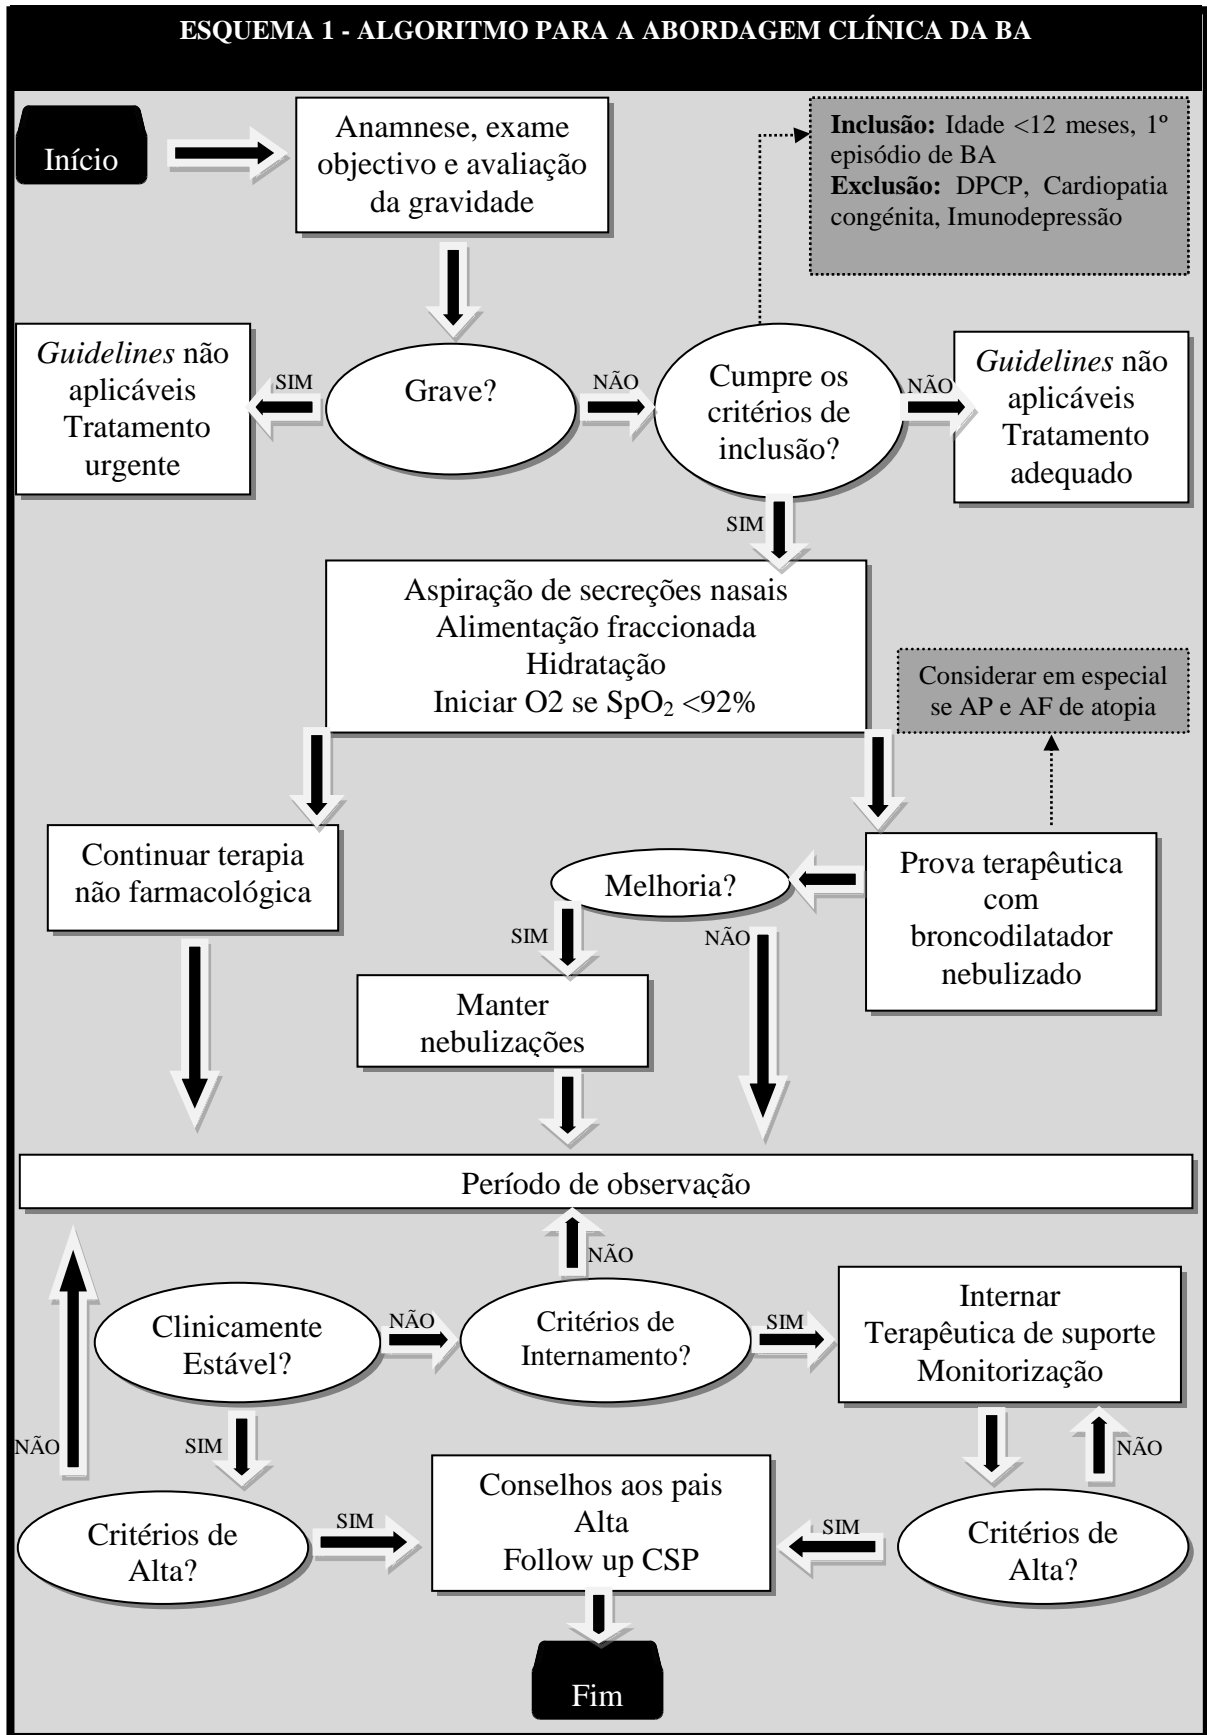 ESQUEMA 1 - ALGORITMO PARA A ABORDAGEM CLÍNICA DA BA
Início
Anamnese, exame
objectivo e avaliação
da gravidade
Inclusão: Idade <12 meses, 1º
episódio de BA
Exclusão: DPCP, Cardiopatia
congénita, Imunodepressão
Guidelines não
aplicáveis
Tratamento
urgente
SIM
Grave?
NÃO
Cumpre os
critérios de
inclusão?
NÃO
Guidelines não
aplicáveis
Tratamento
adequado
SIM
Aspiração de secreções nasais
Alimentação fraccionada
Hidratação
Iniciar O2 se SpO₂ <92%
Considerar em especial
se AP e AF de atopia
Continuar terapia
não farmacológica
Melhoria?
Prova terapêutica
com
broncodilatador
nebulizado
SIM
NÃO
Manter
nebulizações
Período de observação
NÃO
Clinicamente
Estável?
NÃO
Critérios de
Internamento?
SIM
Internar
Terapêutica de suporte
Monitorização
NÃO
SIM
NÃO
Critérios de
Alta?
SIM
Conselhos aos pais
Alta
Follow up CSP
SIM
Critérios de
Alta?
Fim